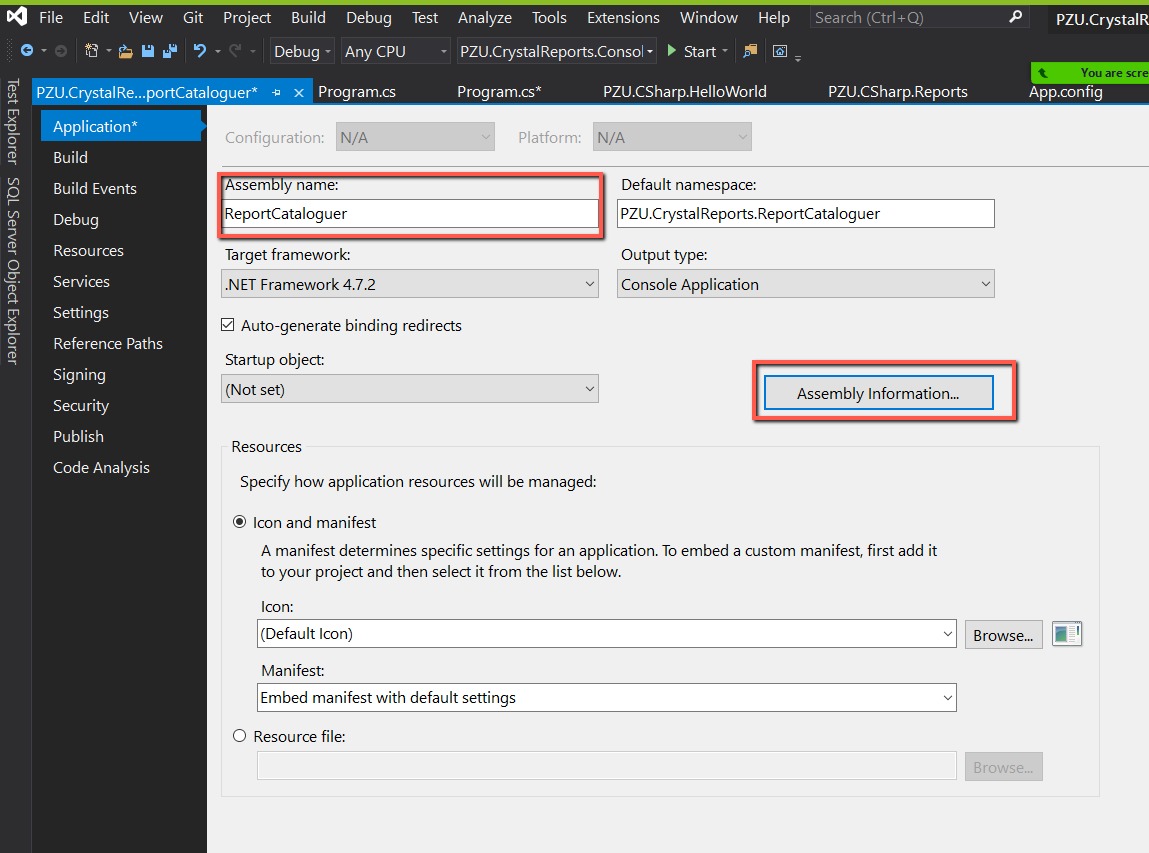 File Edit View Git Project Build Debug Test Analyze Tools Extensions Window Help Search (Ctrl+Q) PZU.CrystalR
Debug Any CPU PZU.CrystalReports.Consol Start
You are scre
PZU.CrystalRe...portCataloguer* Program.cs Program.cs* PZU.CSharp.HelloWorld PZU.CSharp.Reports App.config
Test Explorer
SQL Server Object Explorer
Application*
Build
Build Events
Debug
Resources
Services
Settings
Reference Paths
Signing
Security
Publish
Code Analysis
Configuration: N/A Platform: N/A
Assembly name: Default namespace:
ReportCataloguer PZU.CrystalReports.ReportCataloguer
Target framework: Output type:
.NET Framework 4.7.2 Console Application
Auto-generate binding redirects
Startup object:
(Not set) Assembly Information...
Resources
Specify how application resources will be managed:
Icon and manifest
A manifest determines specific settings for an application. To embed a custom manifest, first add it
to your project and then select it from the list below.
Icon:
(Default Icon) Browse...
Manifest:
Embed manifest with default settings
Resource file:
Browse...